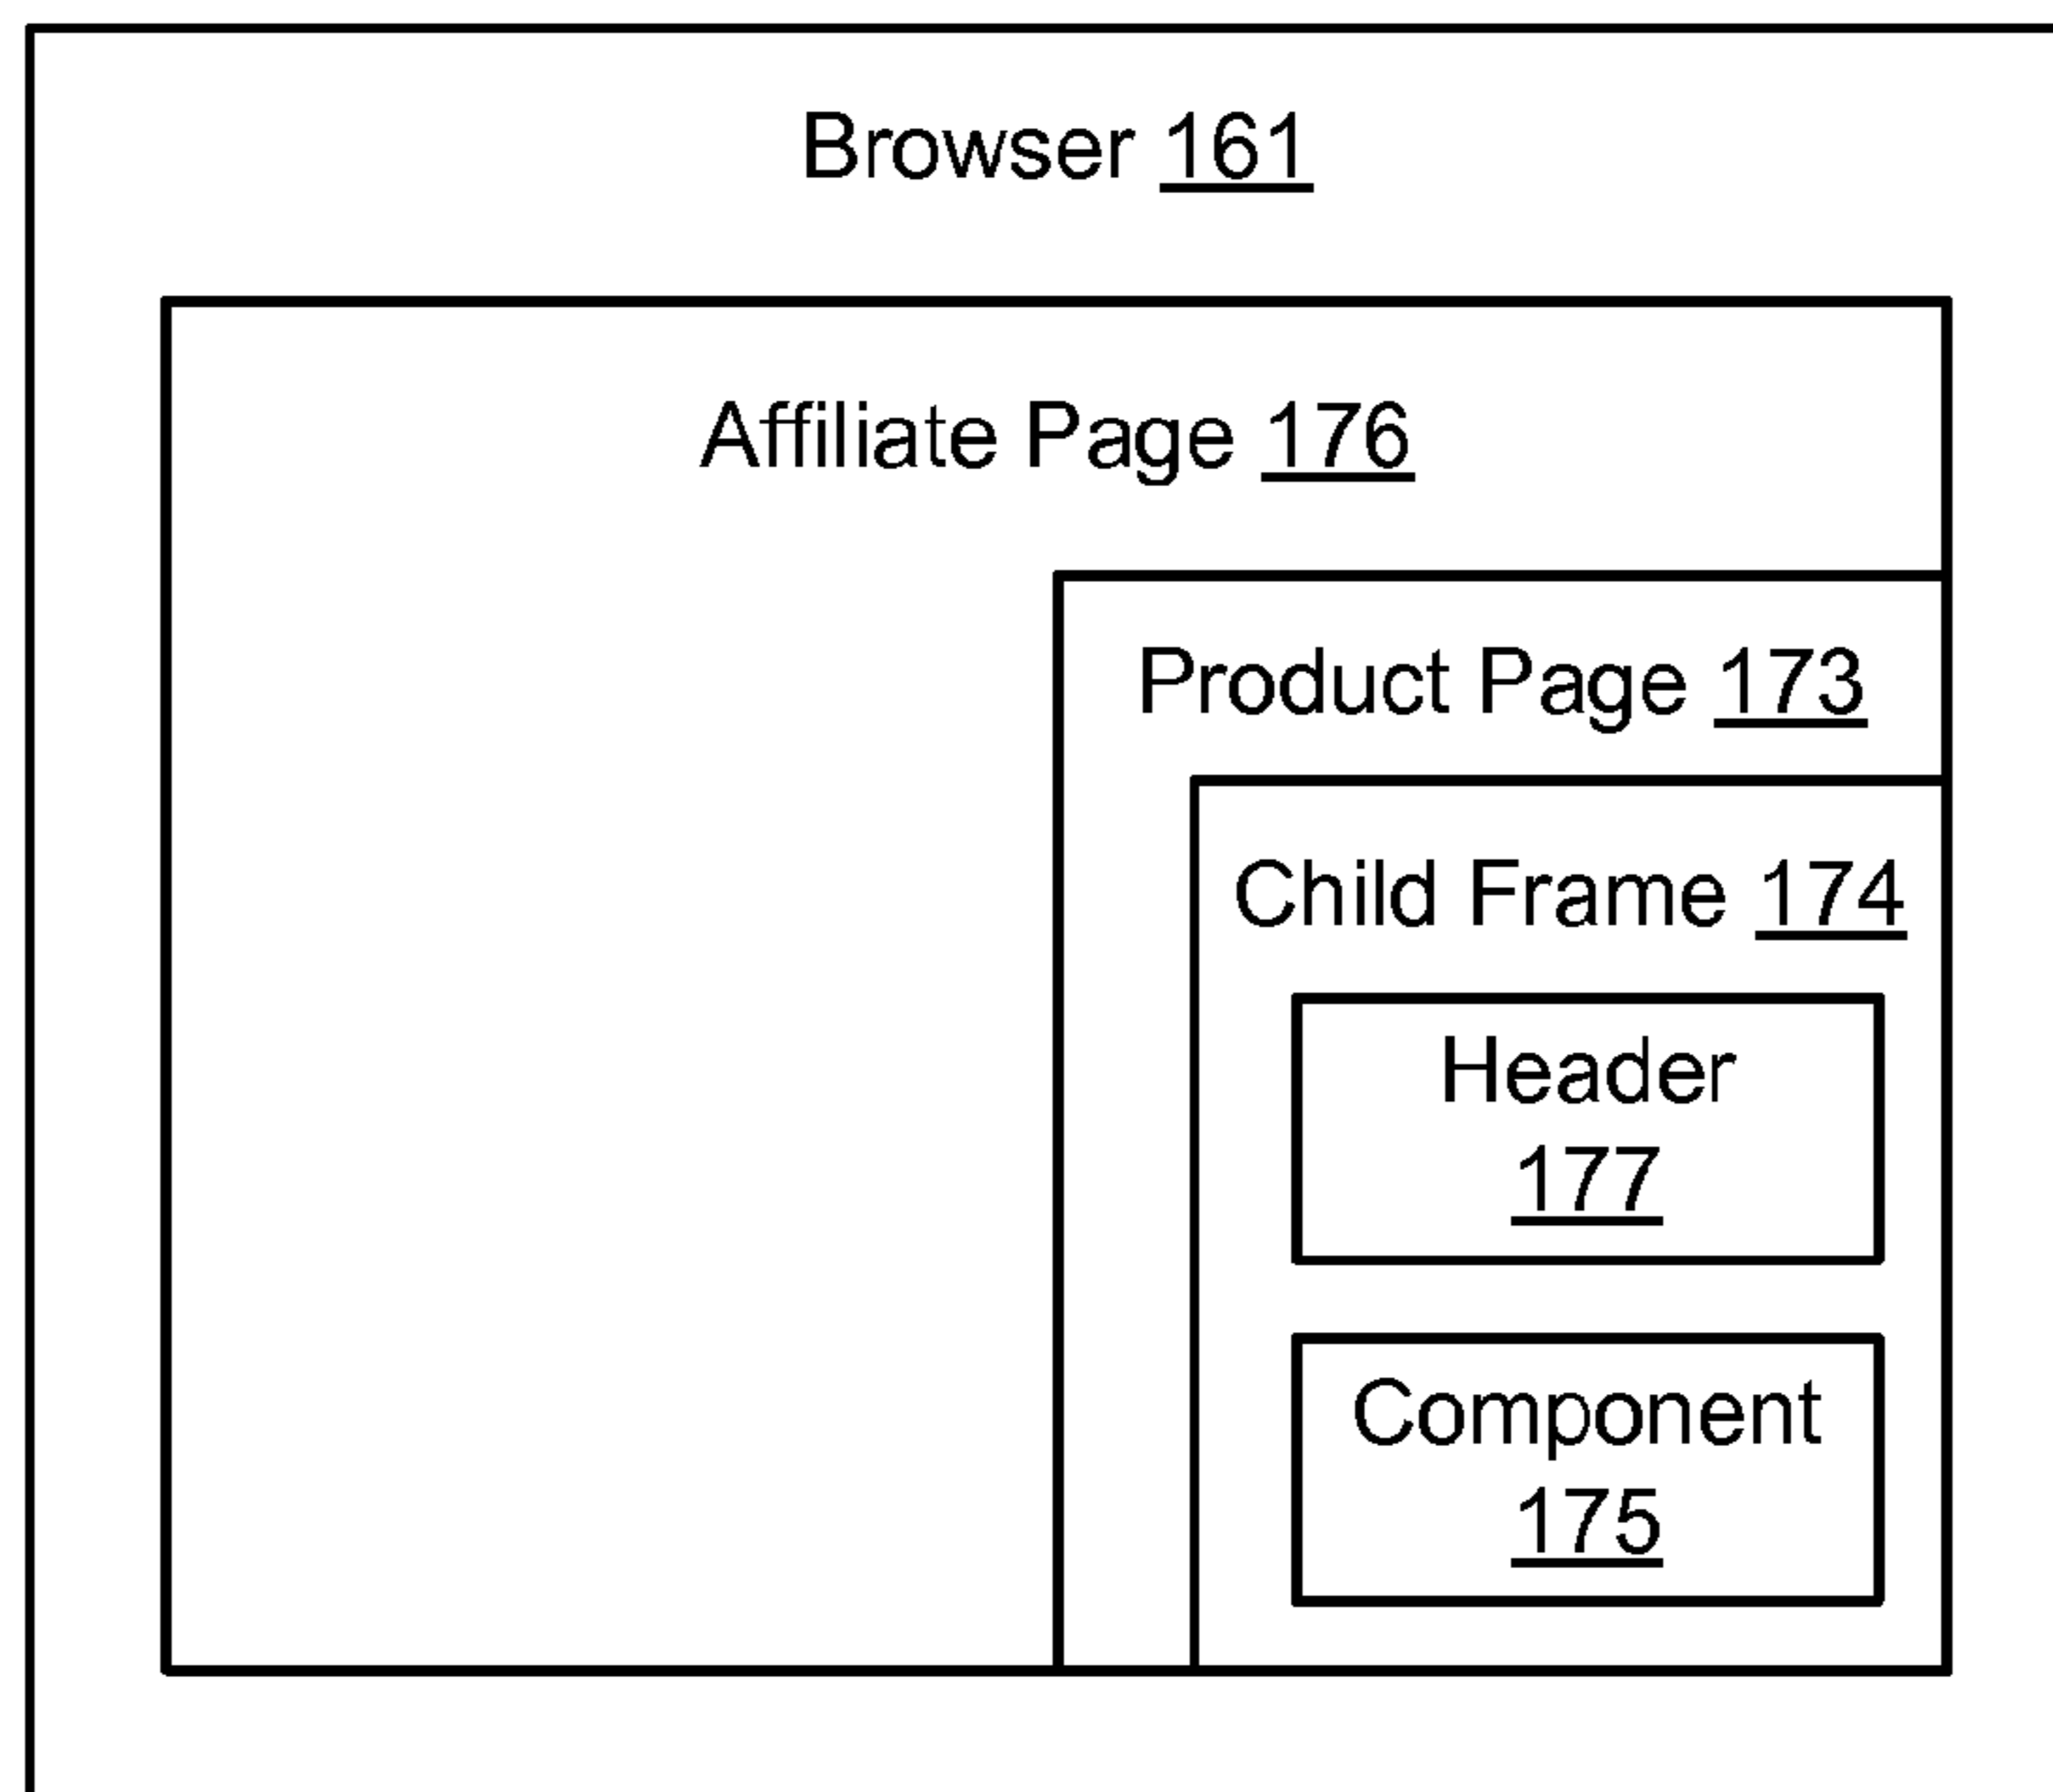 Browser 161
Affiliate Page 176
Product Page 173
Child Frame 174
Header
177
Component
175